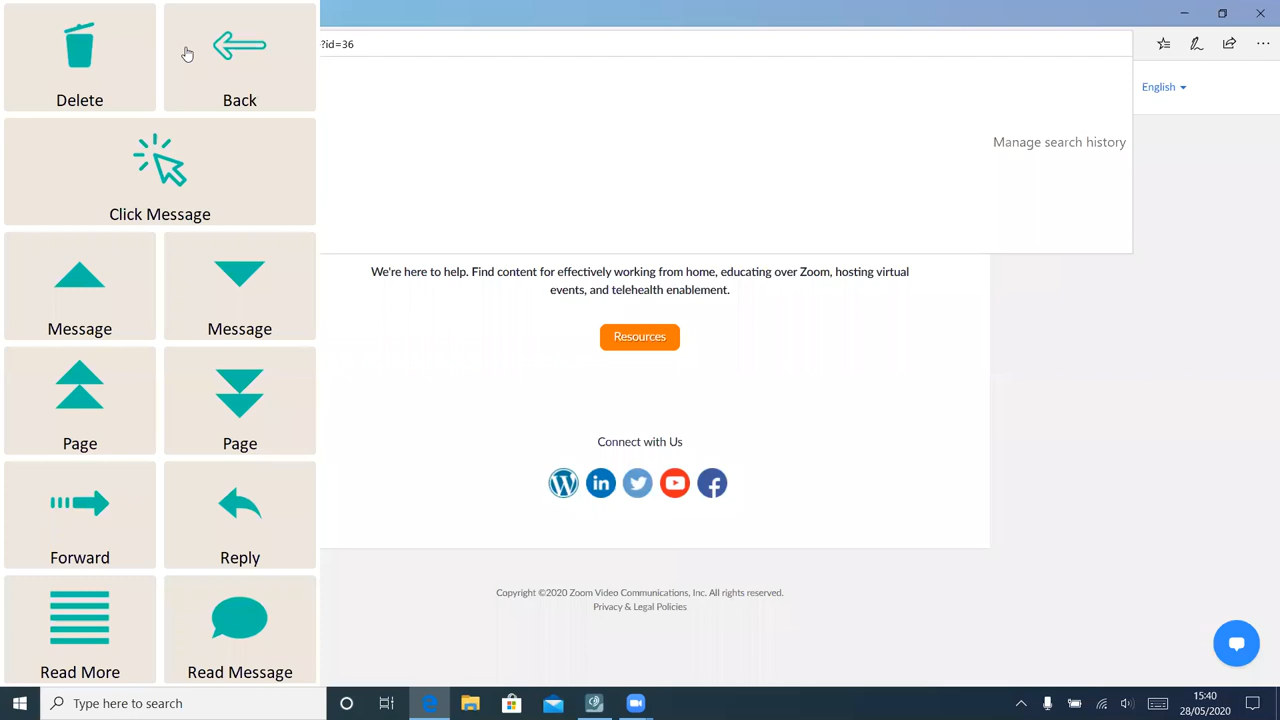 Delete
Back
Click Message
Message
Message
Page
Page
Forward
Reply
Read More
Read Message
?id=36
Manage search history
English
We're here to help. Find content for effectively working from home, educating over Zoom, hosting virtual
events, and telehealth enablement.
Resources
Connect with Us
in
f
Copyright ©2020 Zoom Video Communications, Inc. All rights reserved.
Privacy & Legal Policies
Type here to search
15:40
28/05/2020